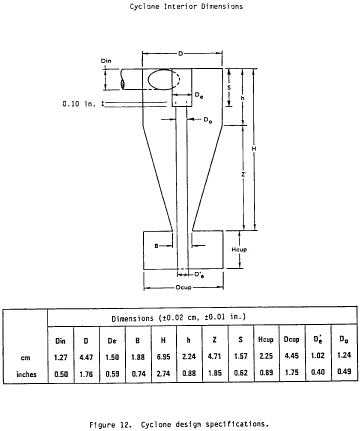 Cyclone Interior Dimensions
D
Din
De
S
h
0.10 in.
Do
H
Z
B
Hcup
D'e
Dcup
Dimensions (±0.02 cm, ±0.01 in.)
Din D De B H h Z S Hcup Dcup D'e Do
cm 1.27 4.47 1.50 1.88 6.95 2.24 4.71 1.57 2.25 4.45 1.02 1.24
inches 0.50 1.76 0.59 0.74 2.74 0.88 1.85 0.62 0.89 1.75 0.40 0.49
Figure 12. Cyclone design specifications.